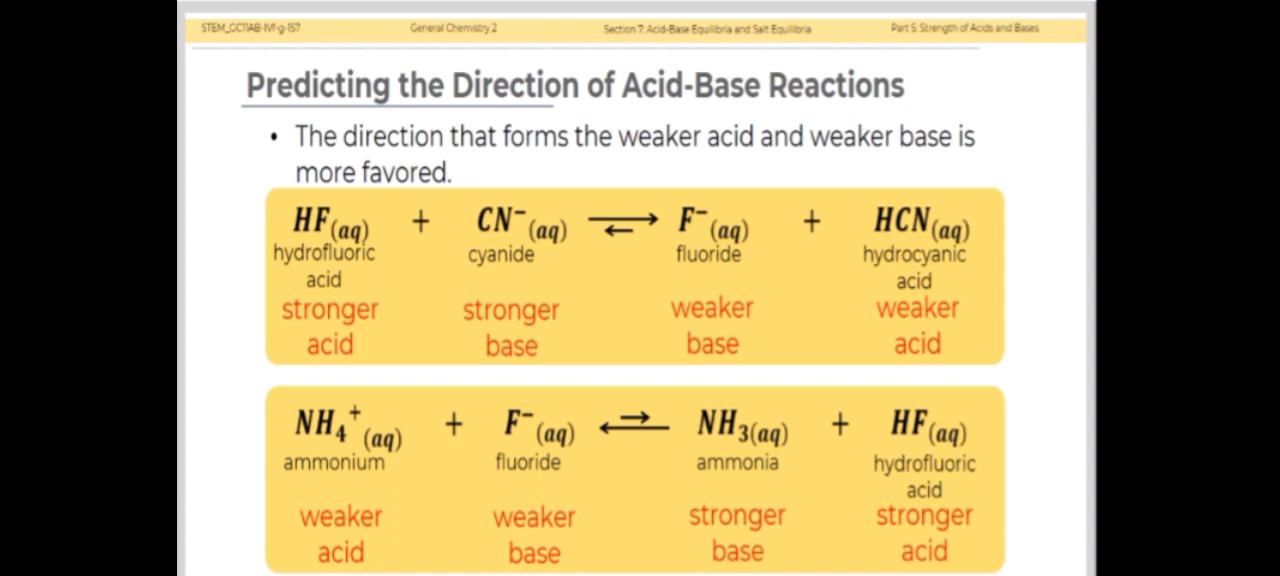 STEM_GC11AB-IVf-g-157 General Chemistry 2 Section 7: Acid-Base Equilibria and Salt Equilibria Part 5: Strength of Acids and Bases
Predicting the Direction of Acid-Base Reactions
• The direction that forms the weaker acid and weaker base is
more favored.
HF(aq) + CN⁻(aq) ⇌ F⁻(aq) + HCN(aq)
hydrofluoric cyanide fluoride hydrocyanic
acid acid
stronger stronger weaker weaker
acid base base acid
NH₄⁺(aq) + F⁻(aq) ⇌ NH₃(aq) + HF(aq)
ammonium fluoride ammonia hydrofluoric
acid
weaker weaker stronger stronger
acid base base acid